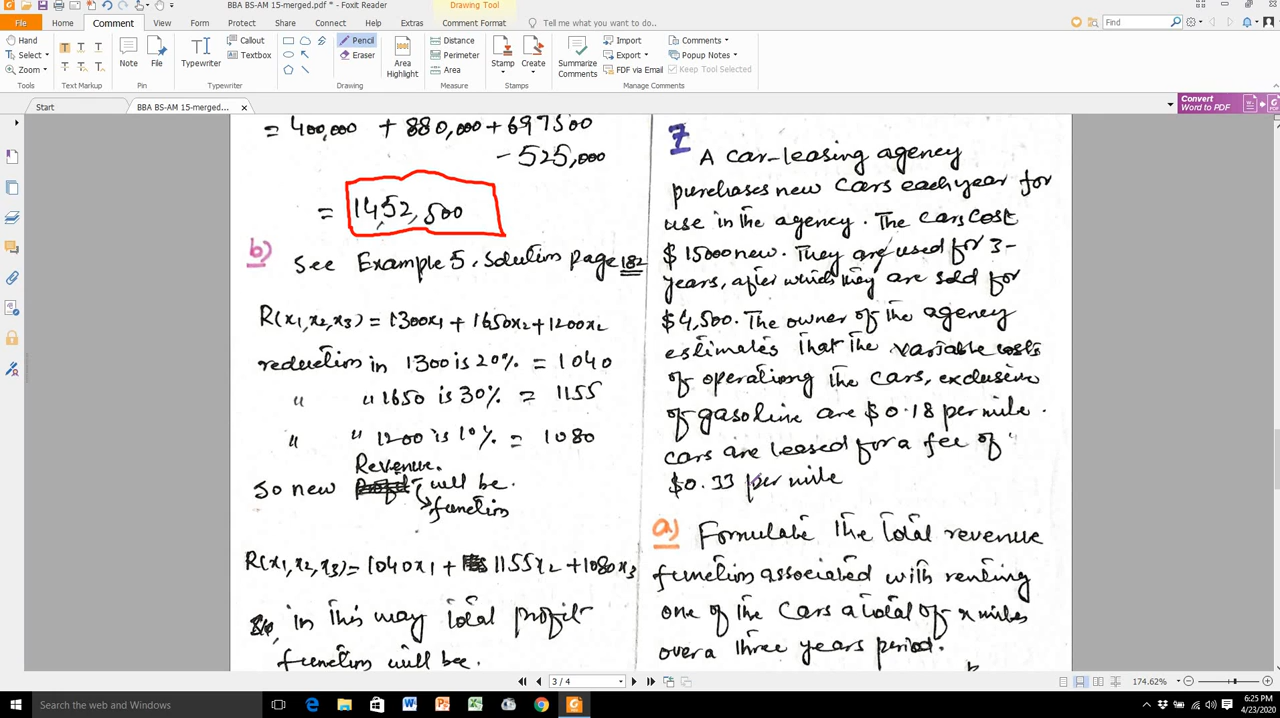 BBA BS-AM 15-merged.pdf * - Foxit Reader
Drawing Tool
File
Home
Comment
View
Form
Protect
Share
Connect
Help
Extras
Comment Format
Tell me what you want to do...
Find
Hand
Select
Zoom
Tools
Text Markup
Note
File
Pin
Typewriter
Callout
Textbox
Typewriter
Pencil
Eraser
Drawing
Area Highlight
Distance
Perimeter
Area
Measure
Stamp
Create
Stamps
Summarize Comments
Import
Export
FDF via Email
Comments
Popup Notes
Keep Tool Selected
Manage Comments
Start
BBA BS-AM 15-merged....
Convert
Word to PDF
= 400,000 + 880,000 + 697500
- 525,000
= 14,52,500
b) See Example 5. Solution page 182
R(x1,x2,x3) = 1300x1 + 1650x2 + 1200x2
reduction in 1300 is 20% = 1040
" " 1650 is 30% = 1155
" " 1200 is 10% = 1080
Revenue.
so new will be.
function
R(x1,x2,x3) = 1040x1 + 1155x2 + 1080x3
in this way total profit
function will be.
7
A car-leasing agency
purchases new cars each year for
use in the agency. The cars cost
$15000 new. They are used for 3-
years, after which they are sold for
$4,500. The owner of the agency
estimates that the variable costs
of operationg the cars, exclusive
of gasoline are $0.18 per mile.
cars are leased for a fee of
$0.33 per mile
a) Formulate the total revenue
function associated with renting
one of the cars a total of x miles
over a three years period.
3 / 4
174.62%
Search the web and Windows
6:25 PM
4/23/2020